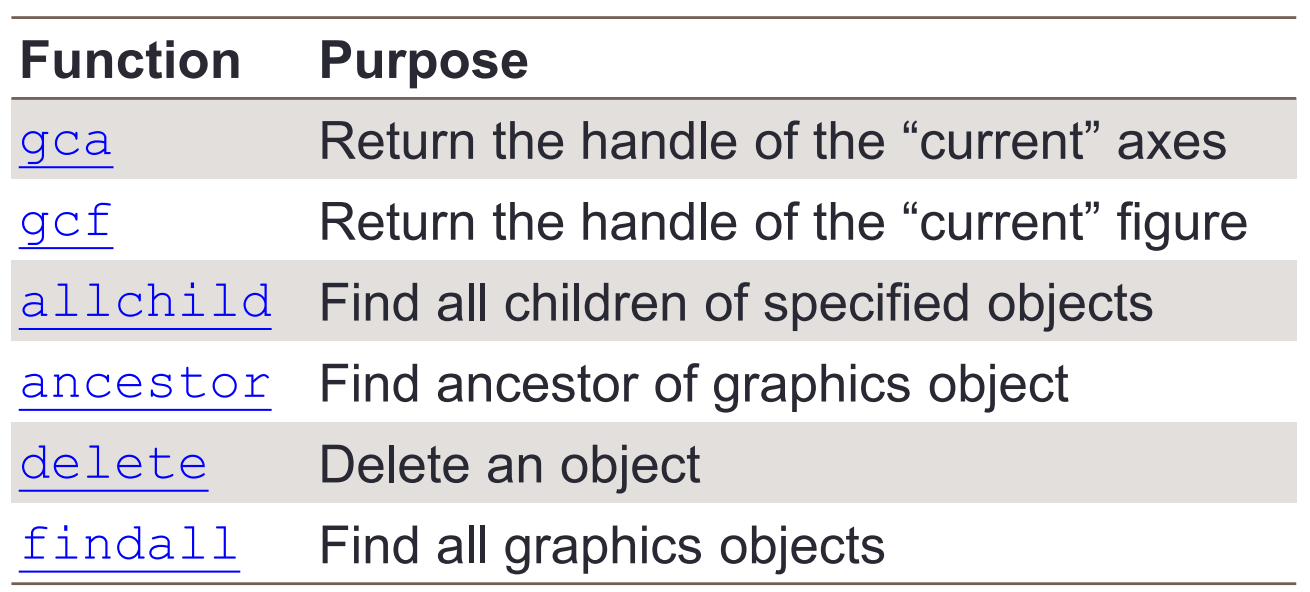 Function Purpose
gca Return the handle of the “current” axes
gcf Return the handle of the “current” figure
allchild Find all children of specified objects
ancestor Find ancestor of graphics object
delete Delete an object
findall Find all graphics objects